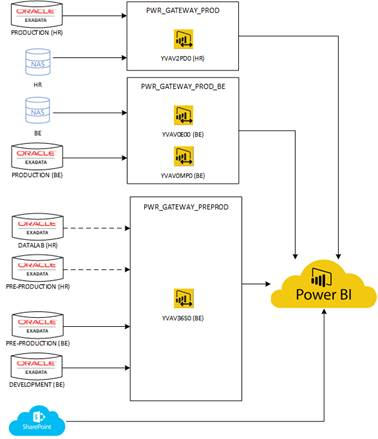 ORACLE
EXADATA
PRODUCTION (HR)
NAS
HR
PWR_GATEWAY_PROD
YVAV2PD0 (HR)
NAS
BE
ORACLE
EXADATA
PRODUCTION (BE)
PWR_GATEWAY_PROD_BE
YVAV0E00 (BE)
YVAV0MP0 (BE)
ORACLE
EXADATA
DATALAB (HR)
ORACLE
EXADATA
PRE-PRODUCTION (HR)
ORACLE
EXADATA
PRE-PRODUCTION (BE)
ORACLE
EXADATA
DEVELOPMENT (BE)
PWR_GATEWAY_PREPROD
YVAV36S0 (BE)
Power BI
S
SharePoint